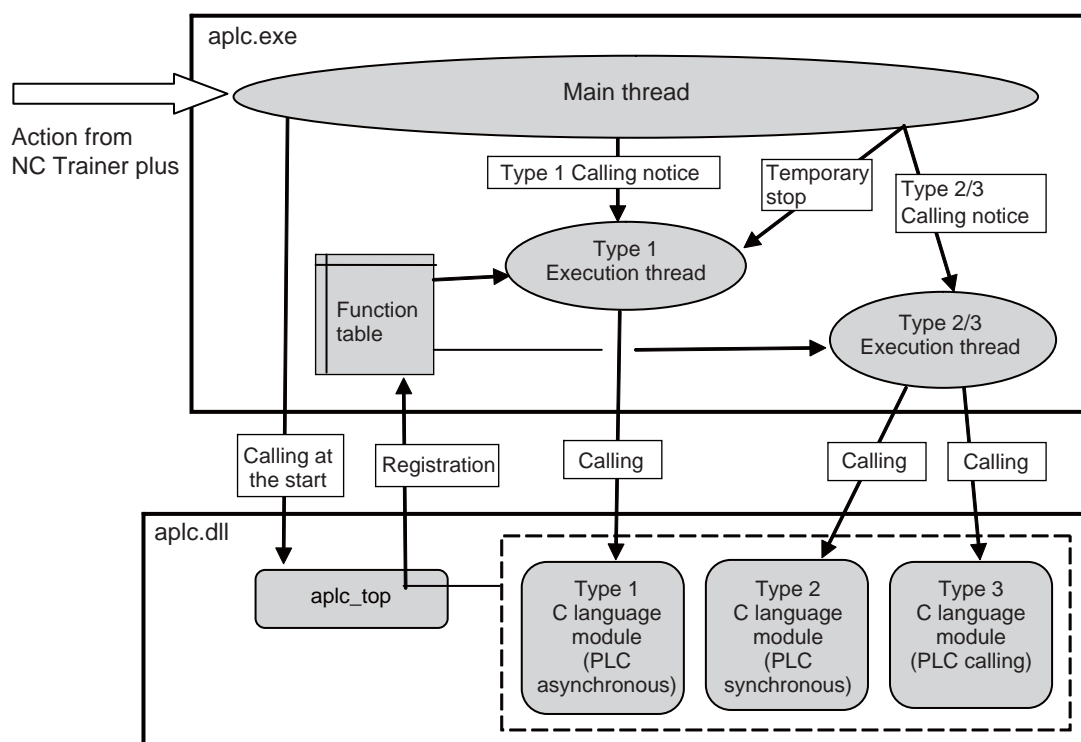 aplc.exe
Main thread
Action from
NC Trainer plus
Type 1 Calling notice
Temporary
stop
Type 2/3
Calling notice
Type 1
Execution thread
Function
table
Type 2/3
Execution thread
Calling at
the start
Registration
Calling
Calling
Calling
aplc.dll
aplc_top
Type 1
C language
module
(PLC
asynchronous)
Type 2
C language
module
(PLC
synchronous)
Type 3
C language
module
(PLC calling)